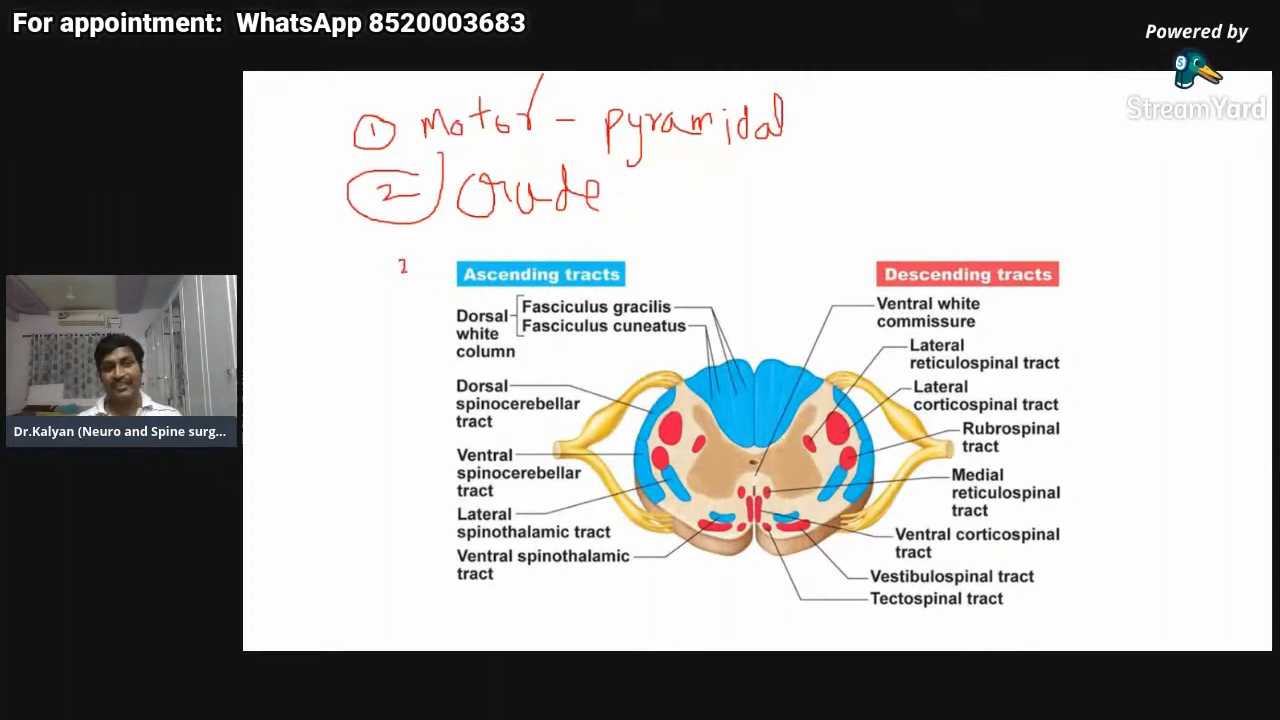 For appointment: WhatsApp 8520003683
Powered by
S
StreamYard
① Motor - pyramidal
② Crude
Ascending tracts
Dorsal
white
column
Fasciculus gracilis
Fasciculus cuneatus
Dorsal
spinocerebellar
tract
Ventral
spinocerebellar
tract
Lateral
spinothalamic tract
Ventral spinothalamic
tract
Descending tracts
Ventral white
commissure
Lateral
reticulospinal tract
Lateral
corticospinal tract
Rubrospinal
tract
Medial
reticulospinal
tract
Ventral corticospinal
tract
Vestibulospinal tract
Tectospinal tract
Dr.Kalyan (Neuro and Spine surg...